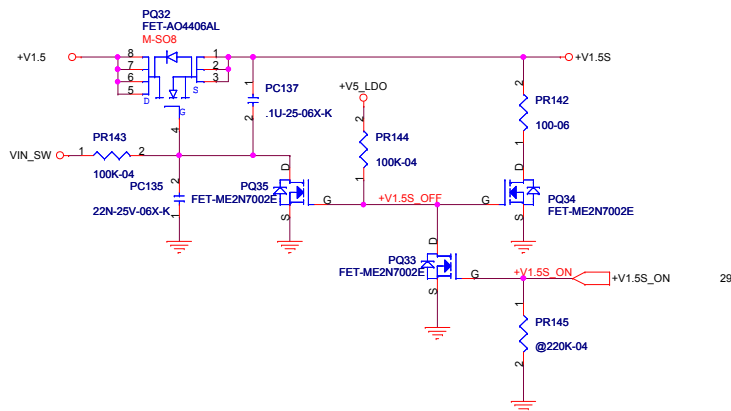 PQ32
FET-AO4406AL
M-SO8
+V1.5
8
7
6
5
D
1
2
3
S
G
4
+V1.5S
1
PC137
.1U-25-06X-K
2
+V5_LDO
2
PR144
100K-04
1
2
PR142
100-06
1
VIN_SW
1
PR143
2
100K-04
2
PC135
22N-25V-06X-K
1
D
PQ35
FET-ME2N7002E
G
S
+V1.5S_OFF
D
G
PQ34
FET-ME2N7002E
S
D
PQ33
FET-ME2N7002E
G
S
+V1.5S_ON
+V1.5S_ON
29
1
PR145
@220K-04
2